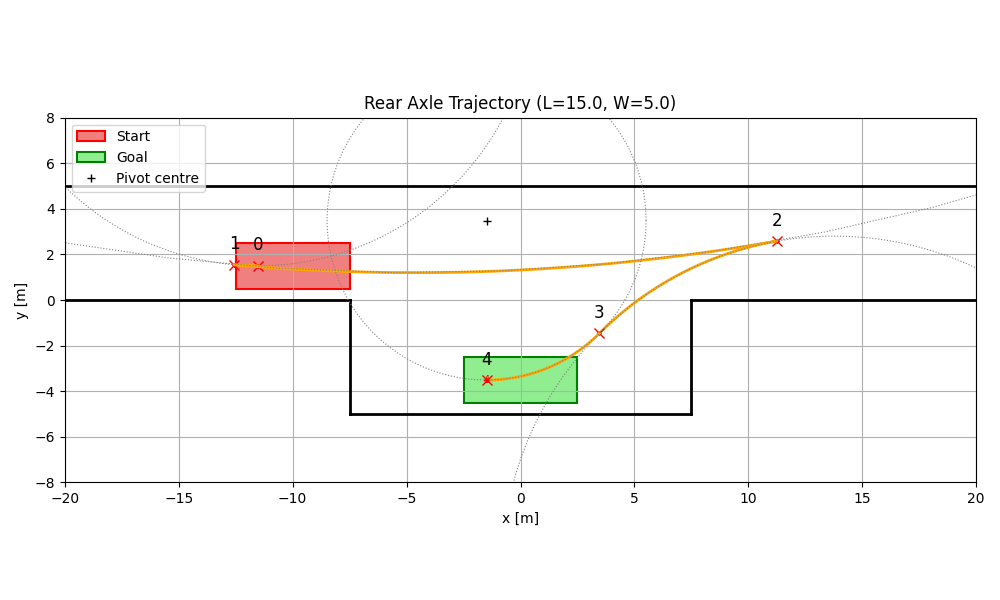 Rear Axle Trajectory (L=15.0, W=5.0)
Start
Goal
Pivot centre
8
6
4
2
0
−2
−4
−6
−8
y [m]
1 0
2
3
4
−20 −15 −10 −5 0 5 10 15 20
x [m]